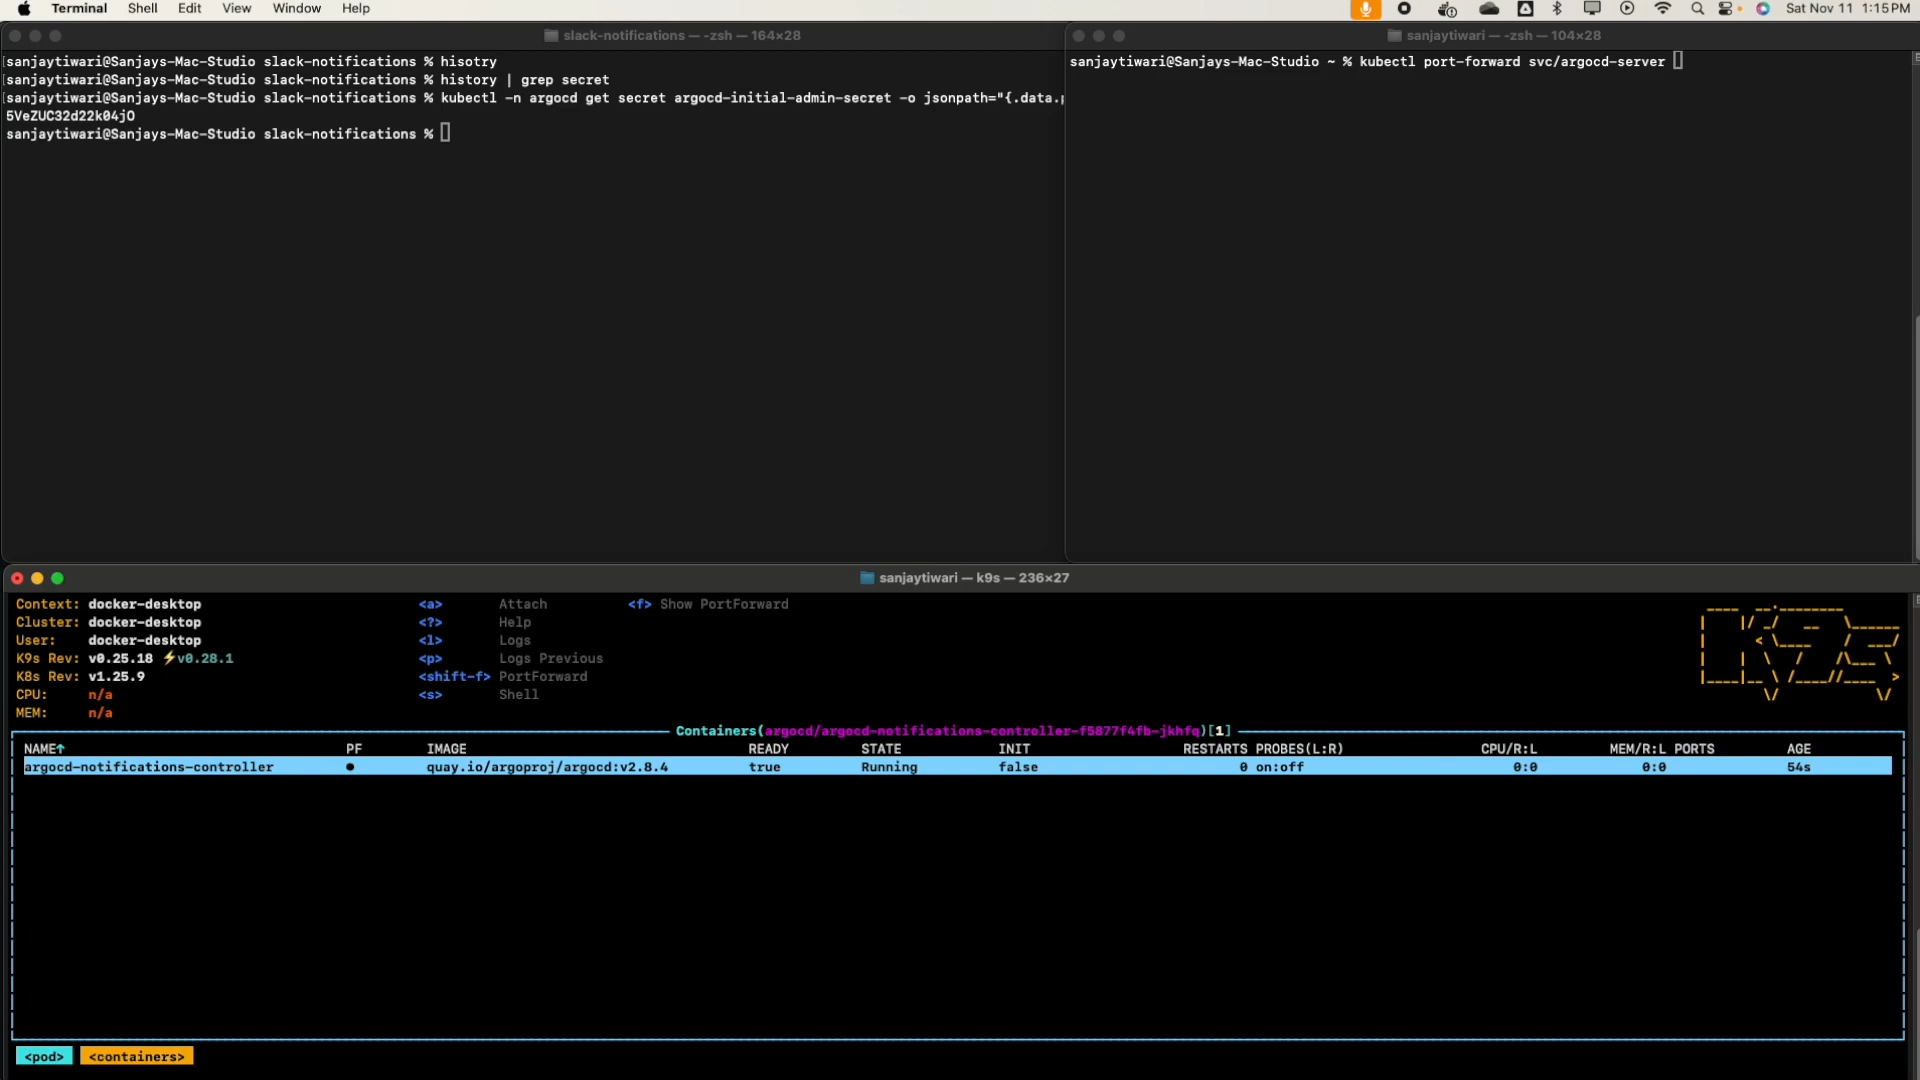 Terminal Shell Edit View Window Help Sat Nov 11 1:15PM
slack-notifications — -zsh — 164×28
sanjaytiwari@Sanjays-Mac-Studio slack-notifications % hisotry
sanjaytiwari@Sanjays-Mac-Studio slack-notifications % history | grep secret
sanjaytiwari@Sanjays-Mac-Studio slack-notifications % kubectl -n argocd get secret argocd-initial-admin-secret -o jsonpath="{.data.p
5VeZUC32d22k04jO
sanjaytiwari@Sanjays-Mac-Studio slack-notifications %
sanjaytiwari — -zsh — 104×28
sanjaytiwari@Sanjays-Mac-Studio ~ % kubectl port-forward svc/argocd-server
sanjaytiwari — k9s — 236×27
Context: docker-desktop <a> Attach <f> Show PortForward
Cluster: docker-desktop <?> Help
User: docker-desktop <l> Logs
K9s Rev: v0.25.18 ⚡v0.28.1 <p> Logs Previous
K8s Rev: v1.25.9 <shift-f> PortForward
CPU: n/a <s> Shell
MEM: n/a
Containers(argocd/argocd-notifications-controller-f5877f4fb-jkhfq)[1]
NAME↑ PF IMAGE READY STATE INIT RESTARTS PROBES(L:R) CPU/R:L MEM/R:L PORTS AGE
argocd-notifications-controller ● quay.io/argoproj/argocd:v2.8.4 true Running false 0 on:off 0:0 0:0 54s
<pod> <containers>